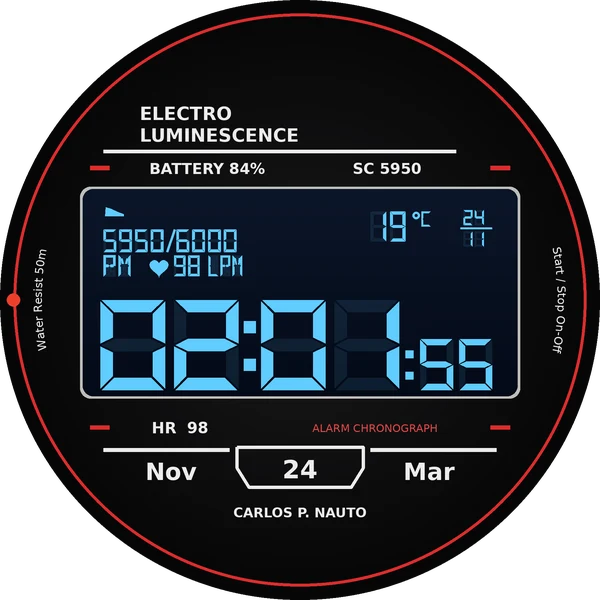 ELECTRO
LUMINESCENCE
BATTERY 84% SC 5950
19 °C 24
11
5950/6000
PM 98 LPM
02:01:55
Water Resist 50m
Start / Stop On-Off
HR 98 ALARM CHRONOGRAPH
Nov 24 Mar
CARLOS P. NAUTO